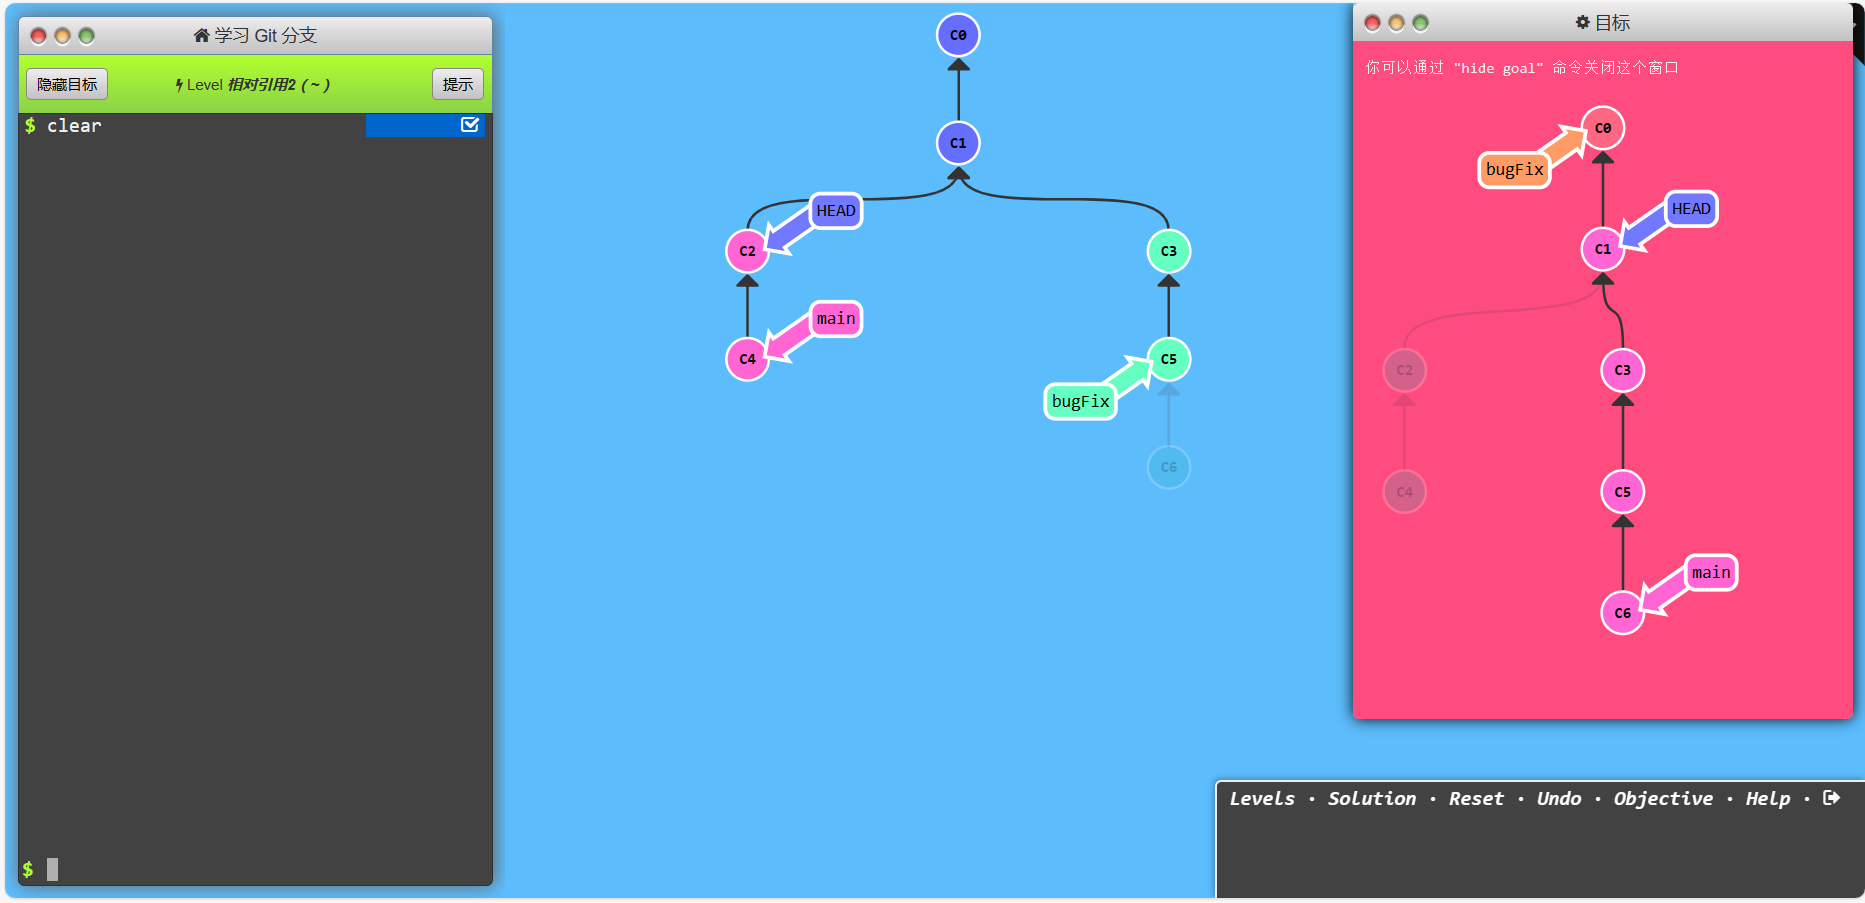 学习 Git 分支
隐藏目标
Level 相对引用2 ( ~ )
提示
$ clear
$
C0
C1
HEAD
C2
C3
main
C4
C5
bugFix
C6
目标
你可以通过 "hide goal" 命令关闭这个窗口
C0
bugFix
HEAD
C1
C2
C3
C4
C5
main
C6
Levels · Solution · Reset · Undo · Objective · Help ·